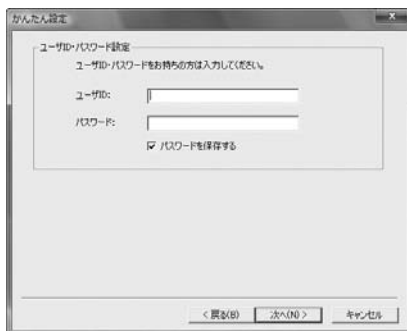 かんたん設定
ユーザID・パスワード設定
ユーザID・パスワードをお持ちの方は入力してください。
ユーザID:
パスワード:
パスワードを保存する
< 戻る(B)
次へ(N) >
キャンセル